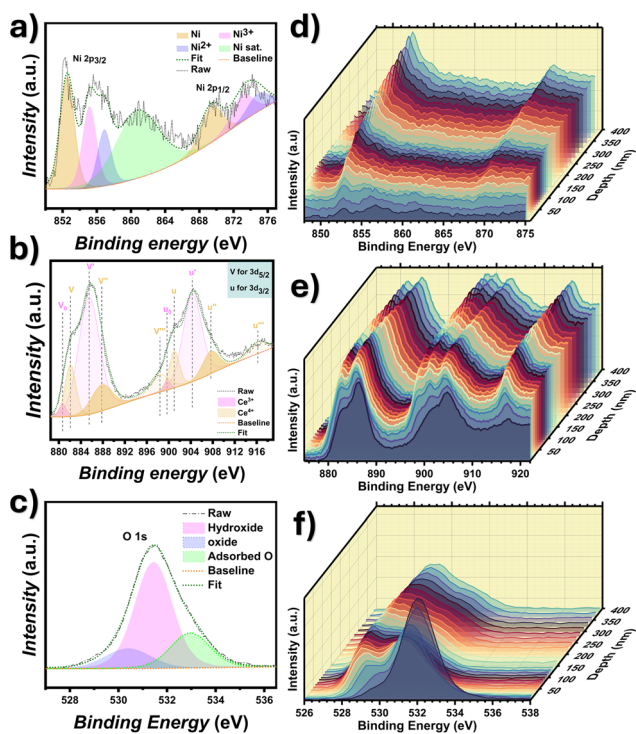 a)
Ni
Ni3+
Ni2+
Ni sat.
Fit
Baseline
Raw
Ni 2p3/2
Ni 2p1/2
Intensity (a.u.)
852 856 860 864 868 872 876
Binding energy (eV)
b)
V for 3d5/2
u for 3d3/2
V0
V
V'
V''
V'''
u0
u
u'
u''
u'''
Raw
Ce3+
Ce4+
Baseline
Fit
Intensity (a.u.)
880 884 888 892 896 900 904 908 912 916
Binding energy (eV)
c)
O 1s
Raw
Hydroxide
oxide
Adsorbed O
Baseline
Fit
Intensity (a.u.)
528 530 532 534 536
Binding Energy (eV)
d)
Intensity (a.u)
850 855 860 865 870 875
Binding Energy (eV)
50 100 150 200 250 300 350 400
Depth (nm)
e)
Intensity (a.u.)
880 890 900 910 920
Binding Energy (eV)
50 100 150 200 250 300 350 400
Depth (nm)
f)
Intensity (a.u.)
526 528 530 532 534 536 538
Binding Energy (eV)
50 100 150 200 250 300 350 400
Depth (nm)